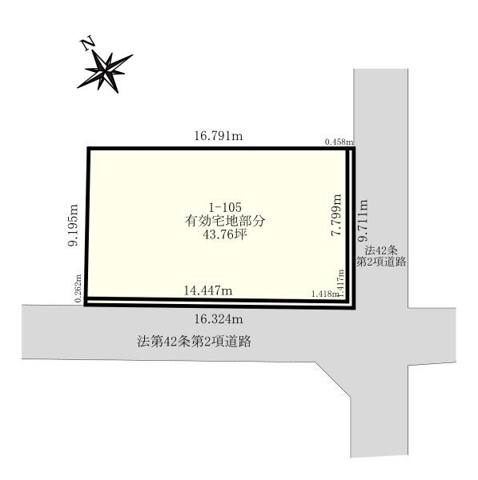 N
16.791m
0.458m
1-105
有効宅地部分
43.76坪
9.195m
7.799m
9.711m
法42条
第2項道路
0.262m
14.447m
1.418m
1.417m
16.324m
法第42条第2項道路